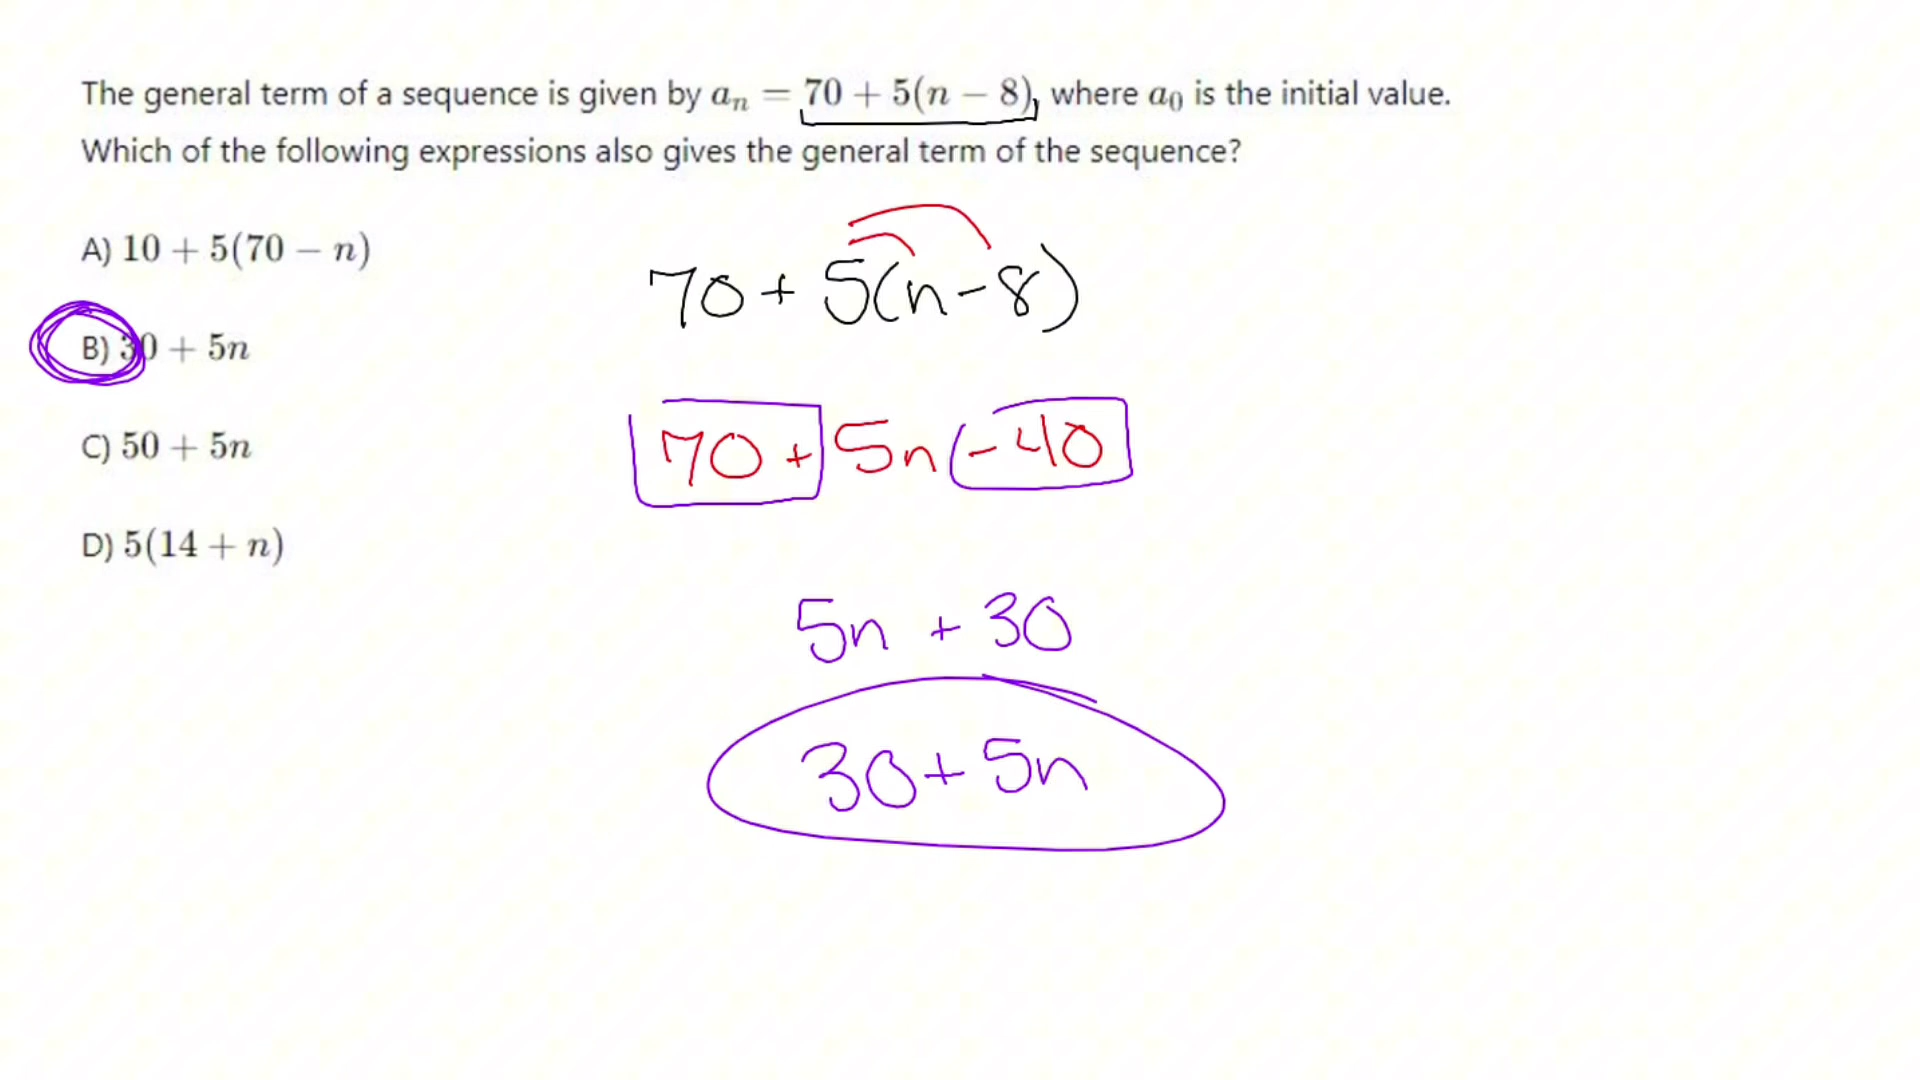 The general term of a sequence is given by aₙ = 70 + 5(n − 8), where a₀ is the initial value.
Which of the following expressions also gives the general term of the sequence?
A) 10 + 5(70 − n)
B) 30 + 5n
C) 50 + 5n
D) 5(14 + n)
70 + 5(n-8)
70 + 5n - 40
5n + 30
30 + 5n